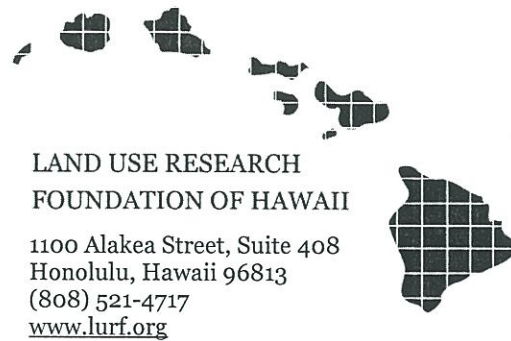 LAND USE RESEARCH
FOUNDATION OF HAWAII
1100 Alakea Street, Suite 408
Honolulu, Hawaii 96813
(808) 521-4717
www.lurf.org